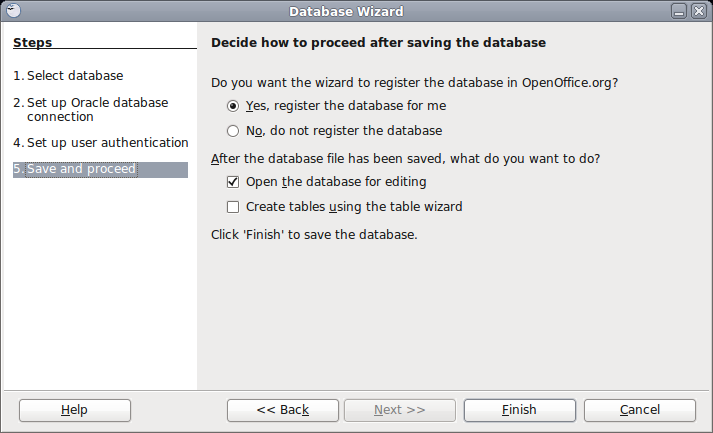 Database Wizard
Steps
1. Select database
2. Set up Oracle database
connection
4. Set up user authentication
5. Save and proceed
Decide how to proceed after saving the database
Do you want the wizard to register the database in OpenOffice.org?
Yes, register the database for me
No, do not register the database
After the database file has been saved, what do you want to do?
Open the database for editing
Create tables using the table wizard
Click 'Finish' to save the database.
Help
<< Back
Next >>
Finish
Cancel